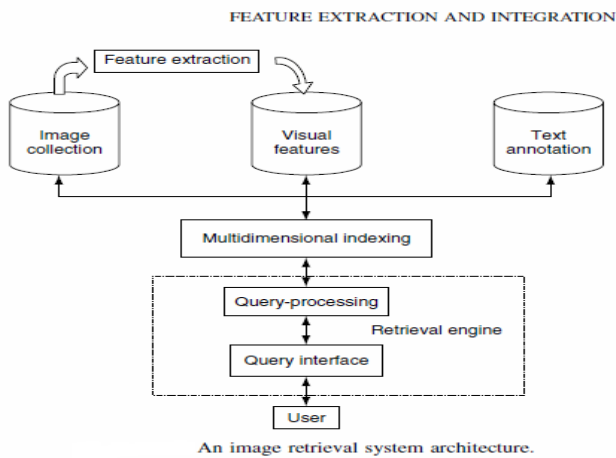 FEATURE EXTRACTION AND INTEGRATION
Feature extraction
Image
collection
Visual
features
Text
annotation
Multidimensional indexing
Query-processing
Retrieval engine
Query interface
User
An image retrieval system architecture.